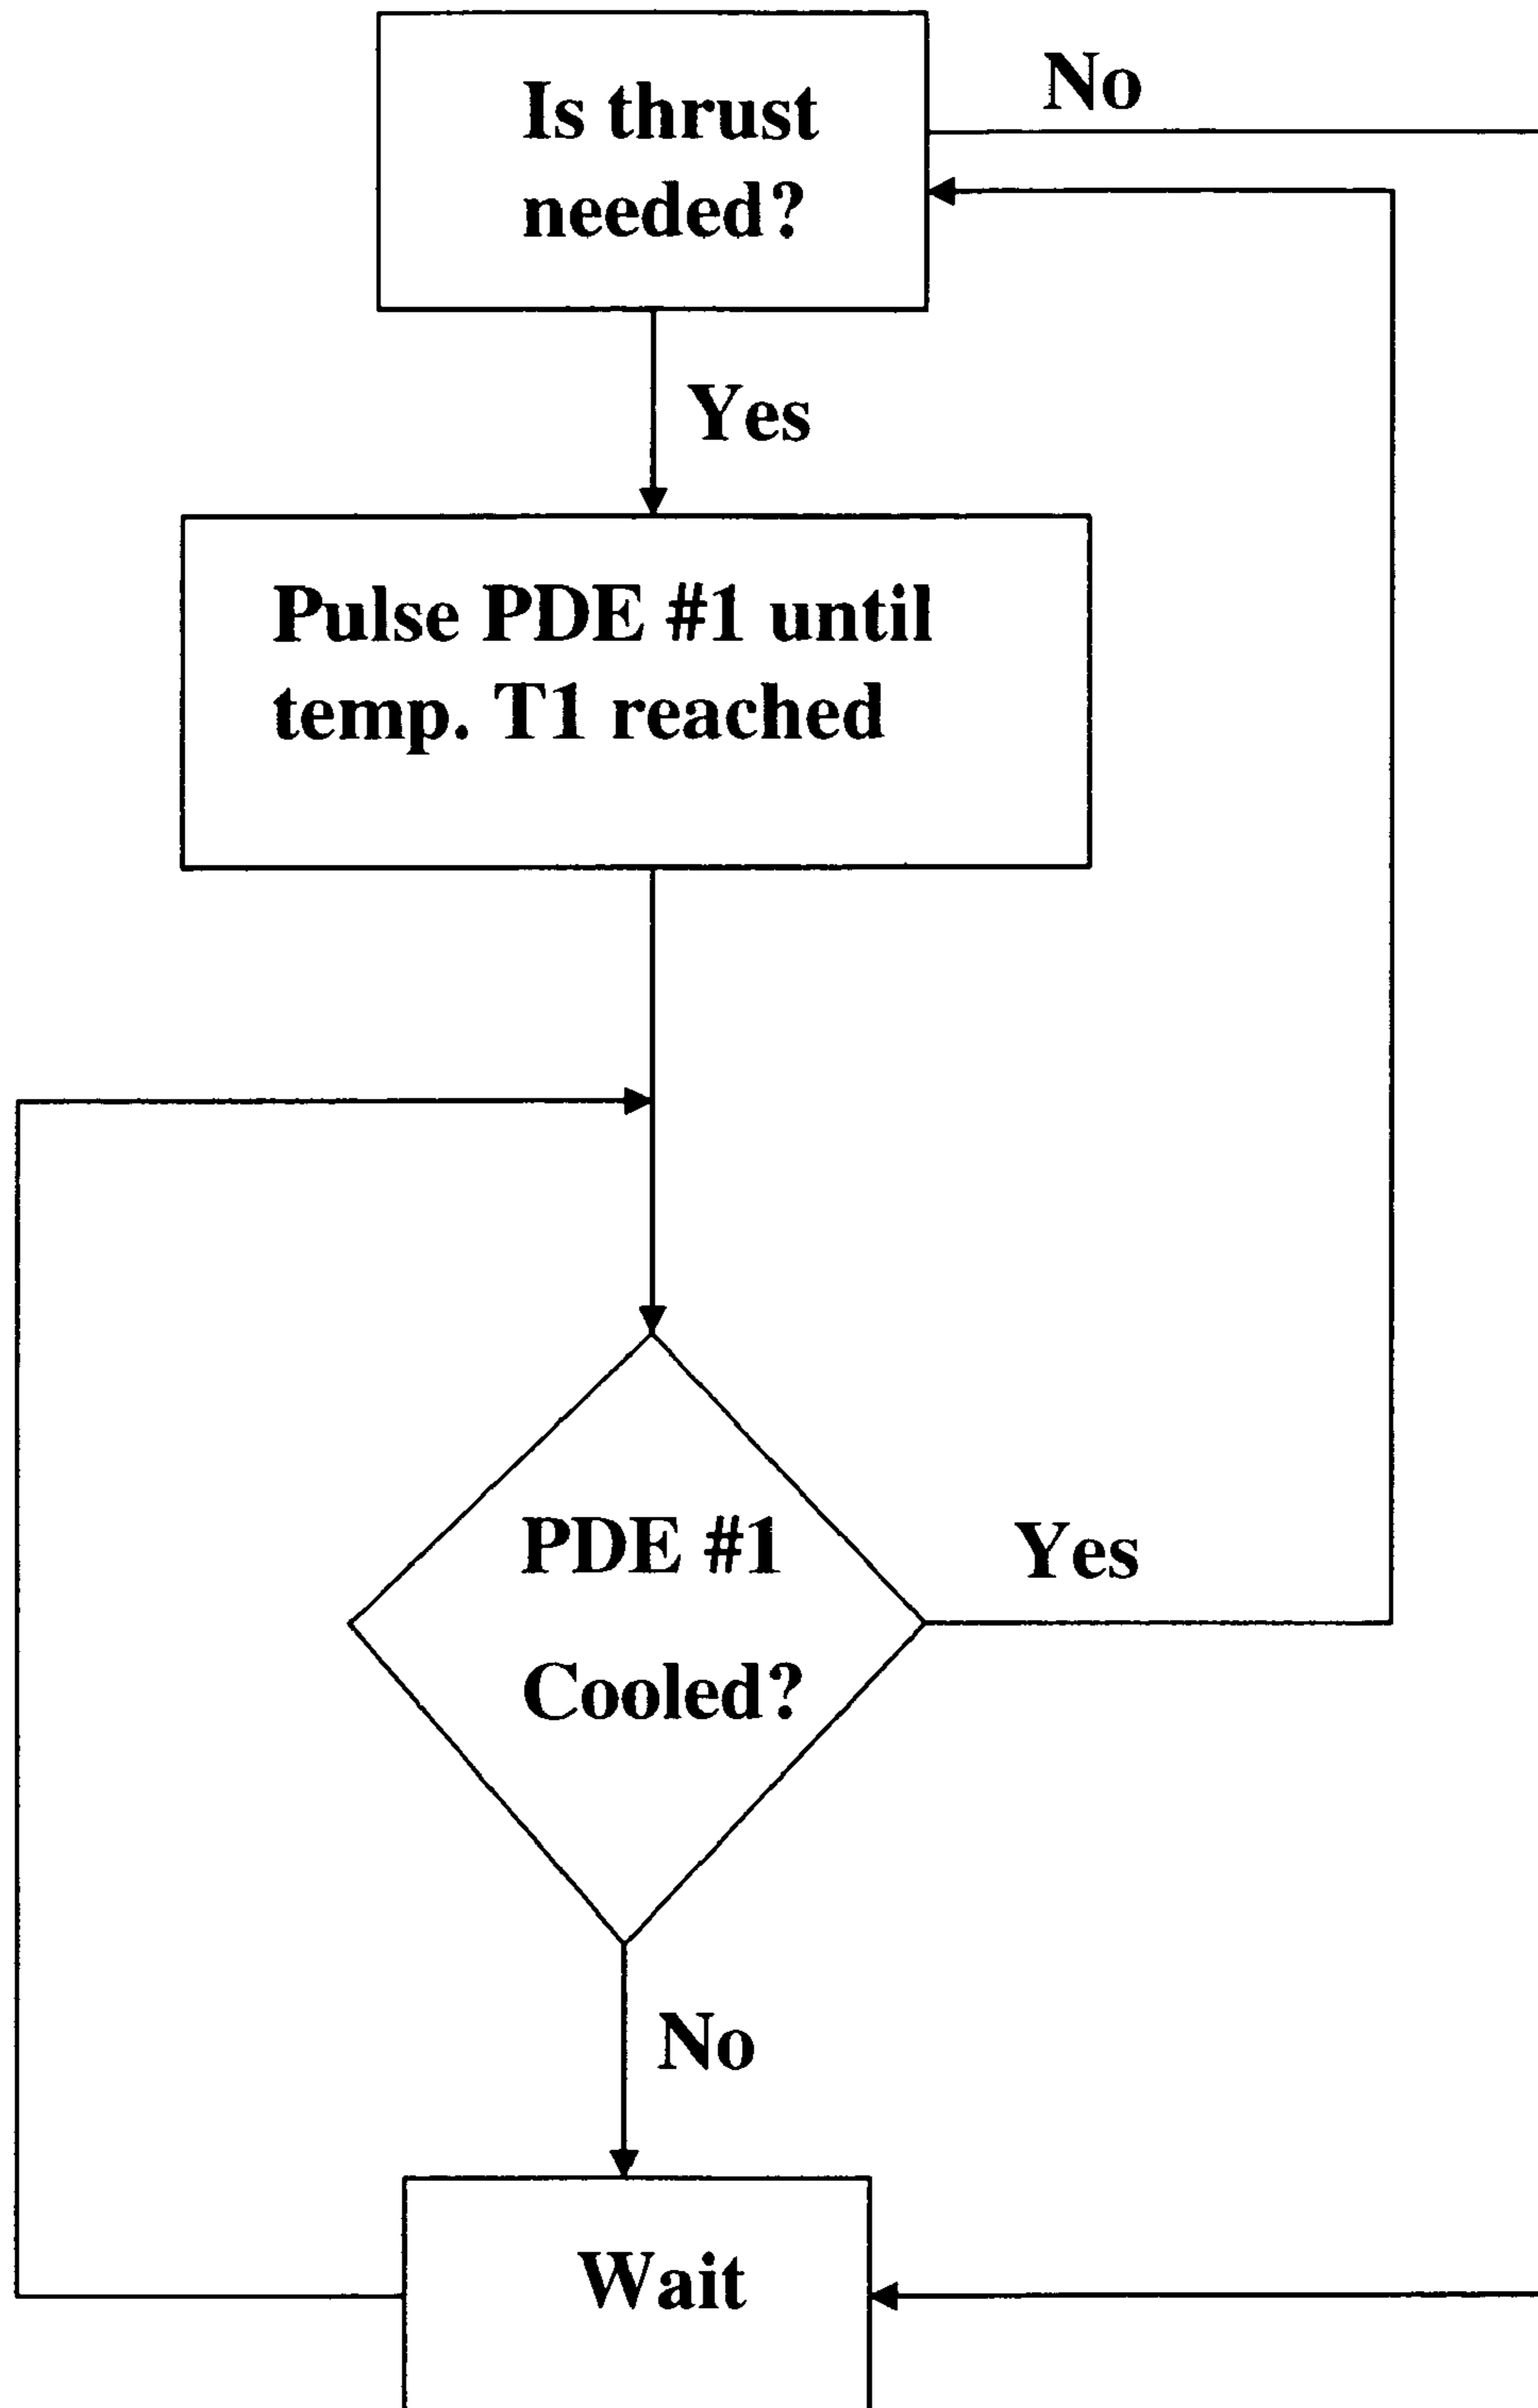 Is thrust
needed?
No
Yes
Pulse PDE #1 until
temp. T1 reached
PDE #1
Cooled?
Yes
No
Wait